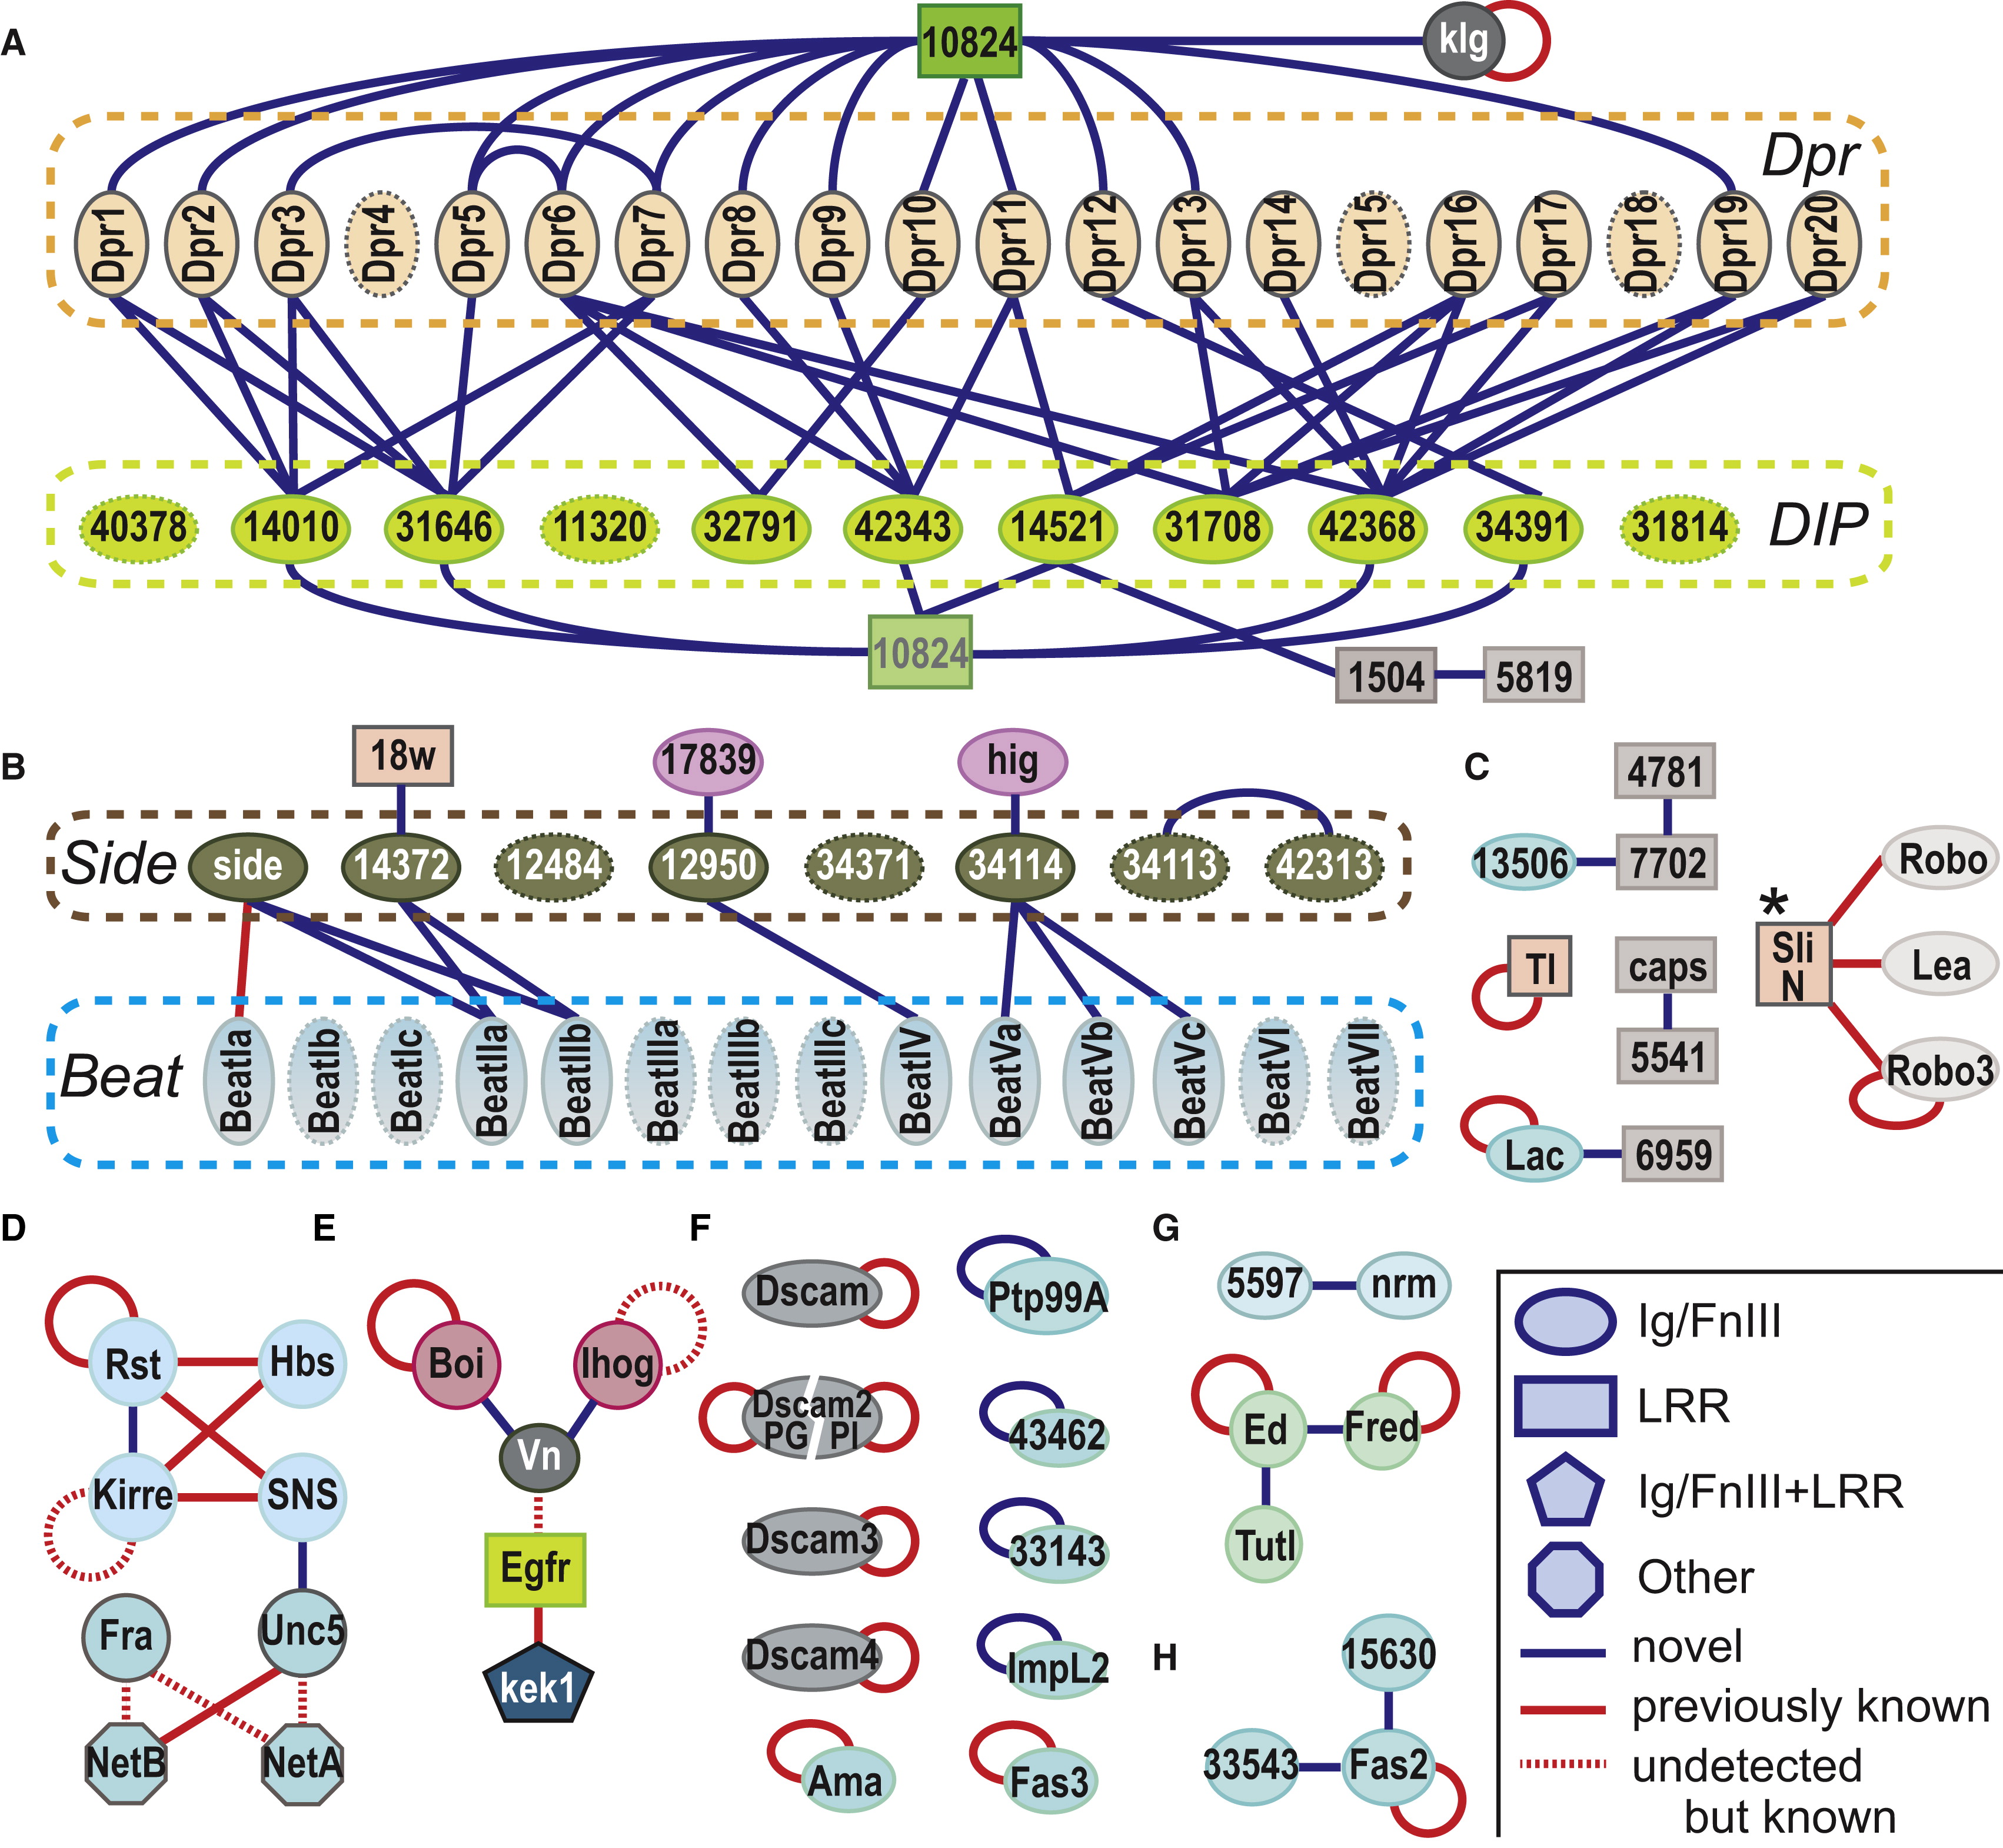 A
10824
klg
Dpr
Dpr1
Dpr2
Dpr3
Dpr4
Dpr5
Dpr6
Dpr7
Dpr8
Dpr9
Dpr10
Dpr11
Dpr12
Dpr13
Dpr14
Dpr15
Dpr16
Dpr17
Dpr18
Dpr19
Dpr20
40378
14010
31646
11320
32791
42343
14521
31708
42368
34391
31814
DIP
10824
1504
5819
B
18w
17839
hig
Side
side
14372
12484
12950
34371
34114
34113
42313
Beat
BeatIa
BeatIb
BeatIc
BeatIIa
BeatIIb
BeatIIIa
BeatIIIb
BeatIIIc
BeatIV
BeatVa
BeatVb
BeatVc
BeatVI
BeatVII
C
4781
13506
7702
Tl
caps
5541
Lac
6959
*
Sli
N
Robo
Lea
Robo3
D
Rst
Hbs
Kirre
SNS
Fra
Unc5
NetB
NetA
E
Boi
Ihog
Vn
Egfr
kek1
F
Dscam
Ptp99A
Dscam2
PG PI
43462
Dscam3
33143
Dscam4
ImpL2
Ama
Fas3
G
5597
nrm
Ed
Fred
Tutl
H
15630
33543
Fas2
Ig/FnIII
LRR
Ig/FnIII+LRR
Other
novel
previously known
undetected
but known